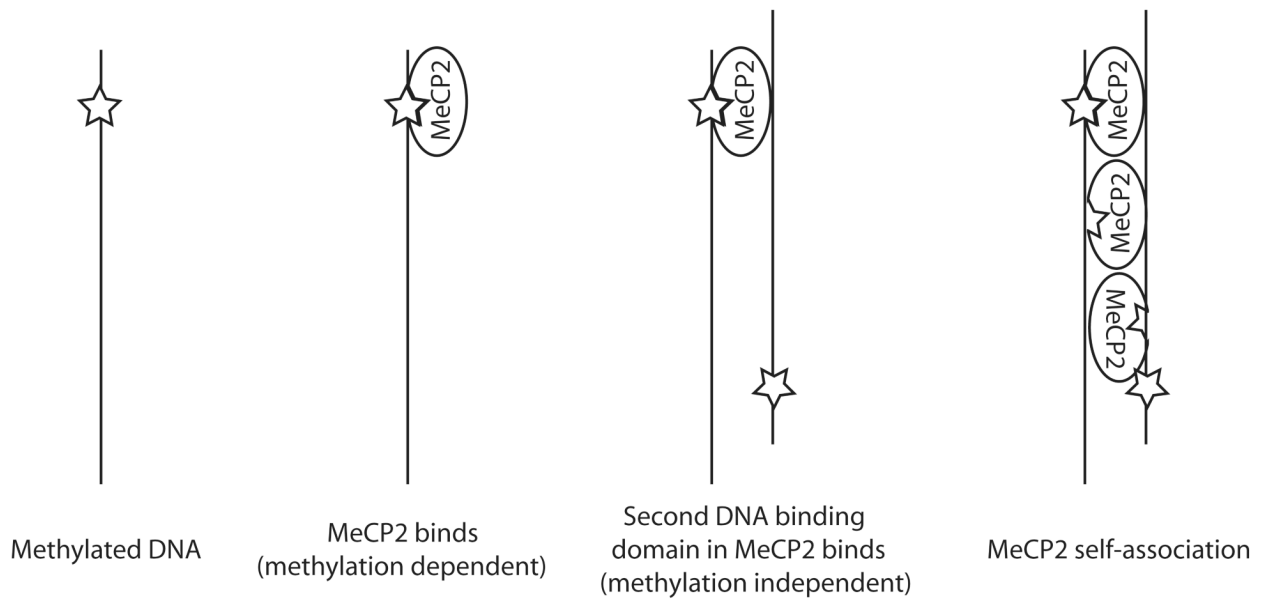 MeCP2
MeCP2
MeCP2
MeCP2
MeCP2
Methylated DNA
MeCP2 binds
(methylation dependent)
Second DNA binding
domain in MeCP2 binds
(methylation independent)
MeCP2 self-association